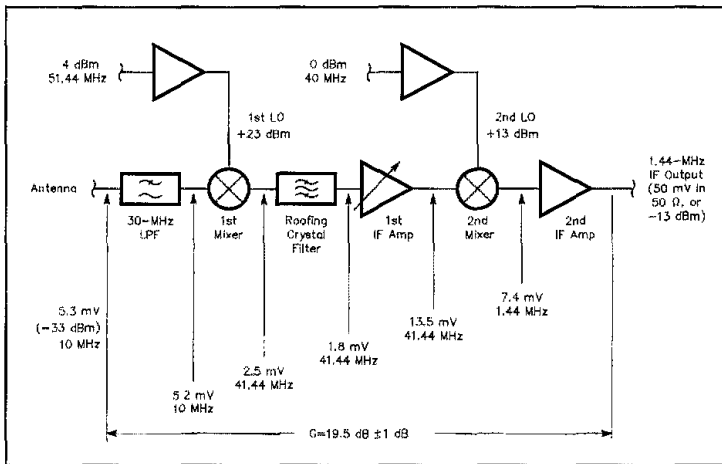 4 dBm
51.44 MHz
0 dBm
40 MHz
1st LO
+23 dBm
2nd LO
+13 dBm
1.44-MHz
IF Output
(50 mV in
50 Ω, or
-13 dBm)
Antenna
30-MHz
LPF
1st
Mixer
Roofing
Crystal
Filter
1st
IF Amp
2nd
Mixer
2nd
IF Amp
5.3 mV
(-33 dBm)
10 MHz
5.2 mV
10 MHz
2.5 mV
41.44 MHz
1.8 mV
41.44 MHz
13.5 mV
41.44 MHz
7.4 mV
1.44 MHz
G=19.5 dB ±1 dB